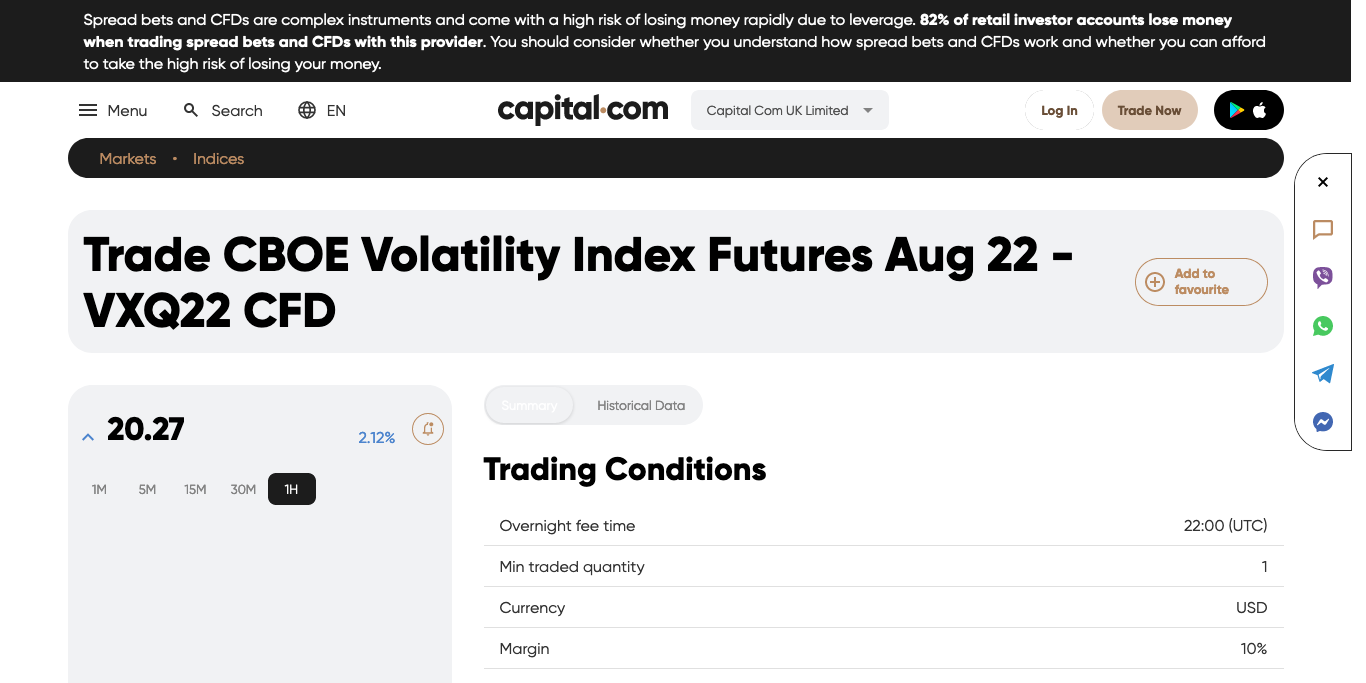 Spread bets and CFDs are complex instruments and come with a high risk of losing money rapidly due to leverage. 82% of retail investor accounts lose money
when trading spread bets and CFDs with this provider. You should consider whether you understand how spread bets and CFDs work and whether you can afford
to take the high risk of losing your money.
Menu Search EN capital.com Capital Com UK Limited Log In Trade Now
Markets • Indices
Trade CBOE Volatility Index Futures Aug 22 -
VXQ22 CFD
Add to
favourite
20.27 2.12%
1M 5M 15M 30M 1H
Summary Historical Data
Trading Conditions
Overnight fee time 22:00 (UTC)
Min traded quantity 1
Currency USD
Margin 10%